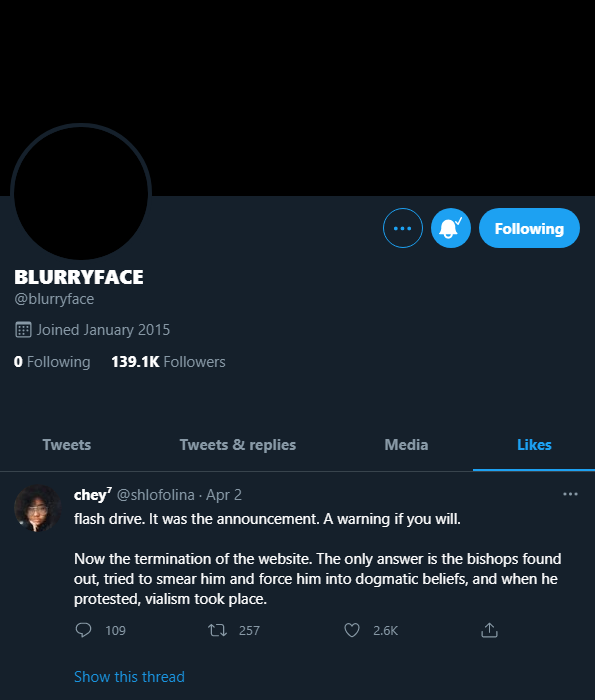 Following
BLURRYFACE
@blurryface
Joined January 2015
0 Following 139.1K Followers
Tweets Tweets & replies Media Likes
chey⁷ @shlofolina · Apr 2
flash drive. It was the announcement. A warning if you will.
Now the termination of the website. The only answer is the bishops found
out, tried to smear him and force him into dogmatic beliefs, and when he
protested, vialism took place.
109 257 2.6K
Show this thread